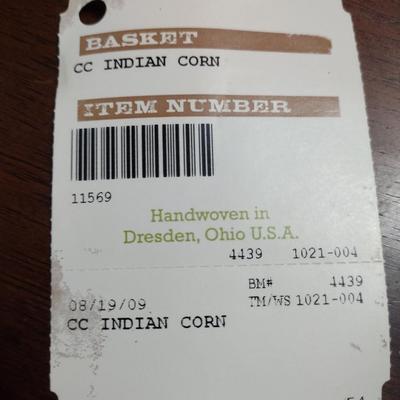 BASKET
CC INDIAN CORN
ITEM NUMBER
11569
Handwoven in
Dresden, Ohio U.S.A.
4439 1021-004
BM# 4439
08/19/09 TM/WS 1021-004
CC INDIAN CORN